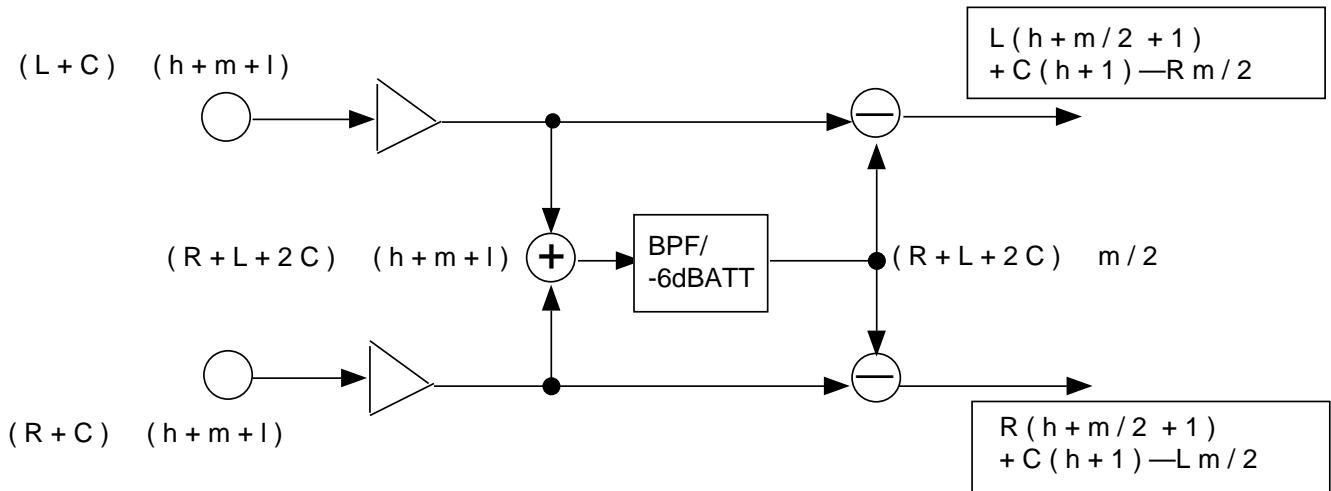 L ( h + m / 2 + 1 )
+ C ( h + 1 ) — R m / 2
( L + C ) ( h + m + l )
—
( R + L + 2 C ) ( h + m + l )
+
BPF/
-6dBATT
( R + L + 2 C ) m / 2
—
( R + C ) ( h + m + l )
R ( h + m / 2 + 1 )
+ C ( h + 1 ) — L m / 2